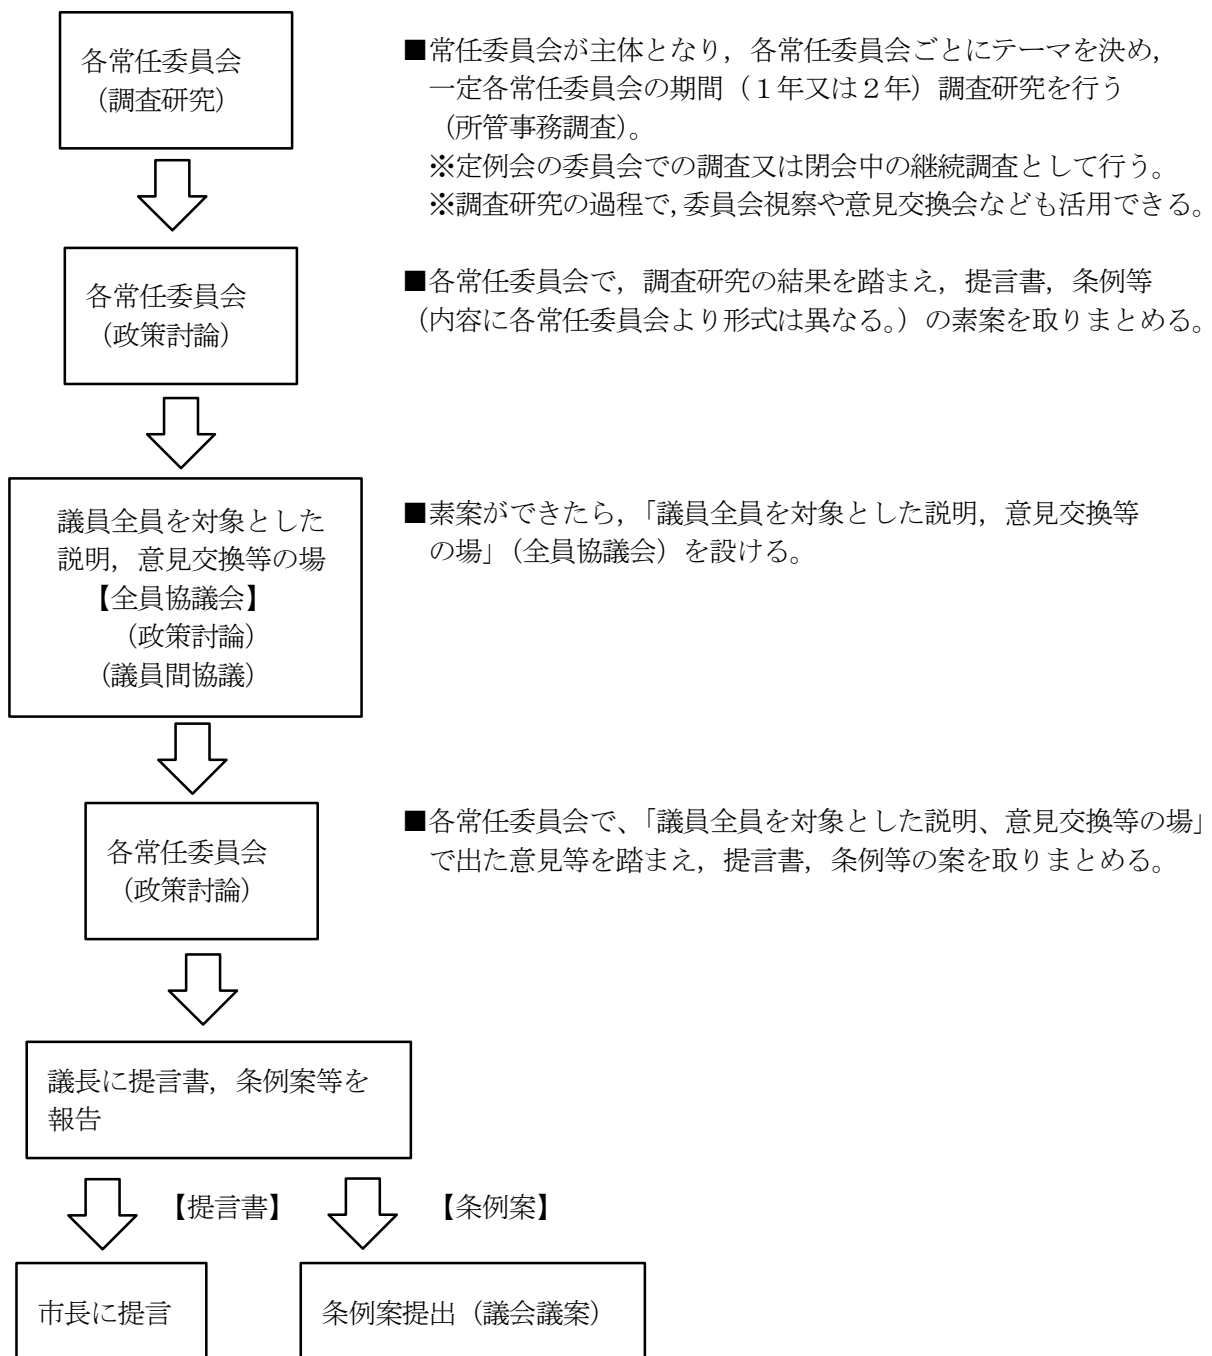 各常任委員会
（調査研究）
■常任委員会が主体となり，各常任委員会ごとにテーマを決め，
一定各常任委員会の期間（１年又は２年）調査研究を行う
（所管事務調査）。
※定例会の委員会での調査又は閉会中の継続調査として行う。
※調査研究の過程で，委員会視察や意見交換会なども活用できる。
各常任委員会
（政策討論）
■各常任委員会で，調査研究の結果を踏まえ，提言書，条例等
（内容に各常任委員会より形式は異なる。）の素案を取りまとめる。
議員全員を対象とした
説明，意見交換等の場
【全員協議会】
（政策討論）
（議員間協議）
■素案ができたら，「議員全員を対象とした説明，意見交換等
の場」（全員協議会）を設ける。
各常任委員会
（政策討論）
■各常任委員会で、「議員全員を対象とした説明、意見交換等の場」
で出た意見等を踏まえ，提言書，条例等の案を取りまとめる。
議長に提言書，条例案等を
報告
【提言書】
【条例案】
市長に提言
条例案提出（議会議案）